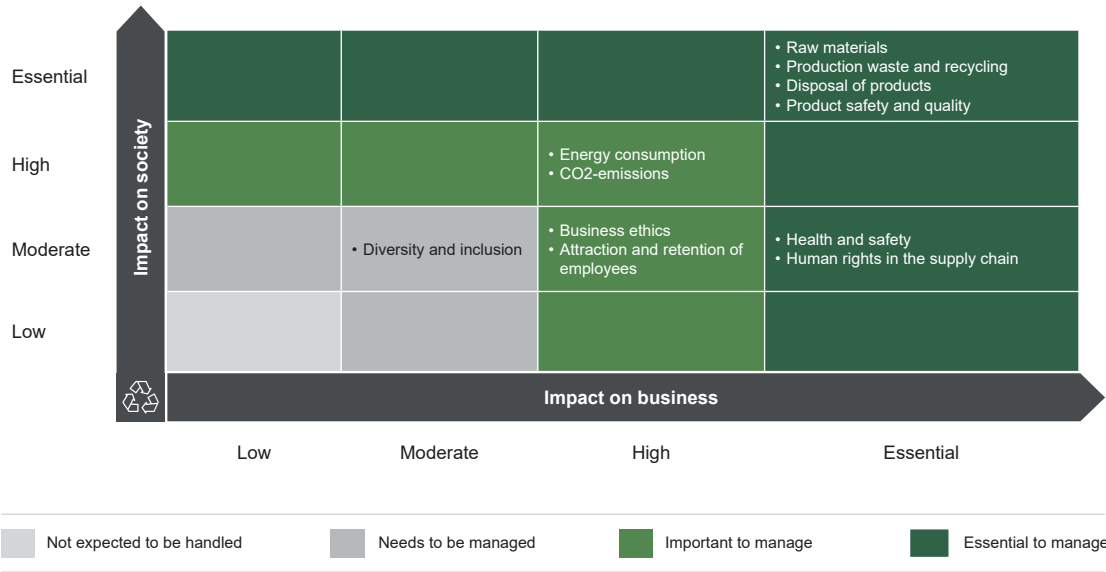 Essential
• Raw materials
• Production waste and recycling
• Disposal of products
• Product safety and quality
High
• Energy consumption
• CO2-emissions
Impact on society
Moderate
• Diversity and inclusion
• Business ethics
• Attraction and retention of
employees
• Health and safety
• Human rights in the supply chain
Low
Impact on business
Low
Moderate
High
Essential
Not expected to be handled
Needs to be managed
Important to manage
Essential to manage